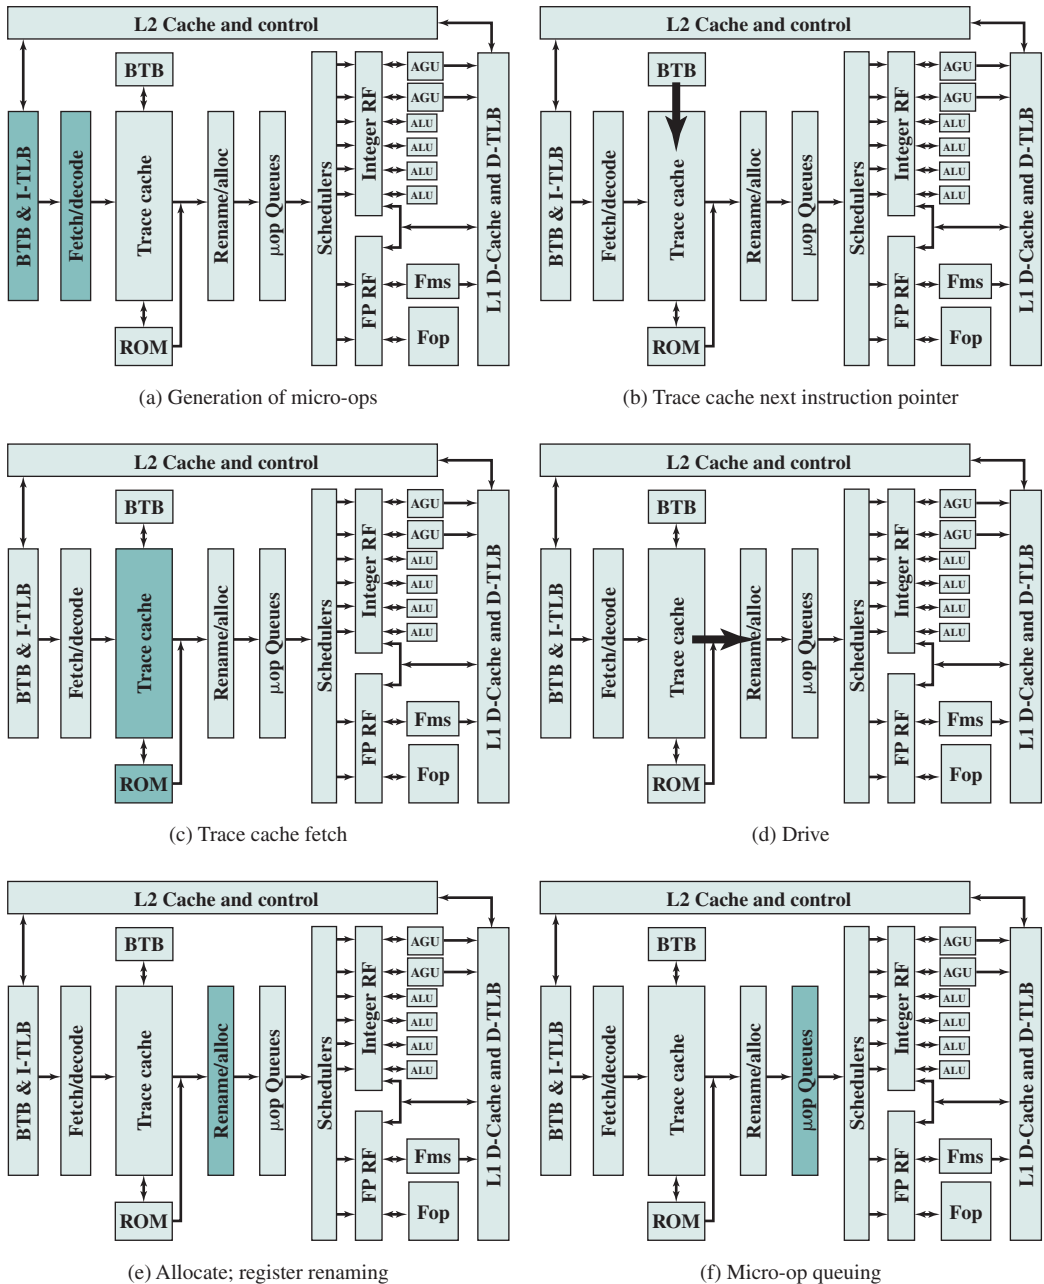 L2 Cache and control
BTB
BTB & I-TLB
Fetch/decode
Trace cache
ROM
Rename/alloc
µop Queues
Schedulers
Integer RF
FP RF
AGU
AGU
ALU
ALU
ALU
ALU
Fms
Fop
L1 D-Cache and D-TLB
(a) Generation of micro-ops
L2 Cache and control
BTB
BTB & I-TLB
Fetch/decode
Trace cache
ROM
Rename/alloc
µop Queues
Schedulers
Integer RF
FP RF
AGU
AGU
ALU
ALU
ALU
ALU
Fms
Fop
L1 D-Cache and D-TLB
(b) Trace cache next instruction pointer
L2 Cache and control
BTB
BTB & I-TLB
Fetch/decode
Trace cache
ROM
Rename/alloc
µop Queues
Schedulers
Integer RF
FP RF
AGU
AGU
ALU
ALU
ALU
ALU
Fms
Fop
L1 D-Cache and D-TLB
(c) Trace cache fetch
L2 Cache and control
BTB
BTB & I-TLB
Fetch/decode
Trace cache
ROM
Rename/alloc
µop Queues
Schedulers
Integer RF
FP RF
AGU
AGU
ALU
ALU
ALU
ALU
Fms
Fop
L1 D-Cache and D-TLB
(d) Drive
L2 Cache and control
BTB
BTB & I-TLB
Fetch/decode
Trace cache
ROM
Rename/alloc
µop Queues
Schedulers
Integer RF
FP RF
AGU
AGU
ALU
ALU
ALU
ALU
Fms
Fop
L1 D-Cache and D-TLB
(e) Allocate; register renaming
L2 Cache and control
BTB
BTB & I-TLB
Fetch/decode
Trace cache
ROM
Rename/alloc
µop Queues
Schedulers
Integer RF
FP RF
AGU
AGU
ALU
ALU
ALU
ALU
Fms
Fop
L1 D-Cache and D-TLB
(f) Micro-op queuing